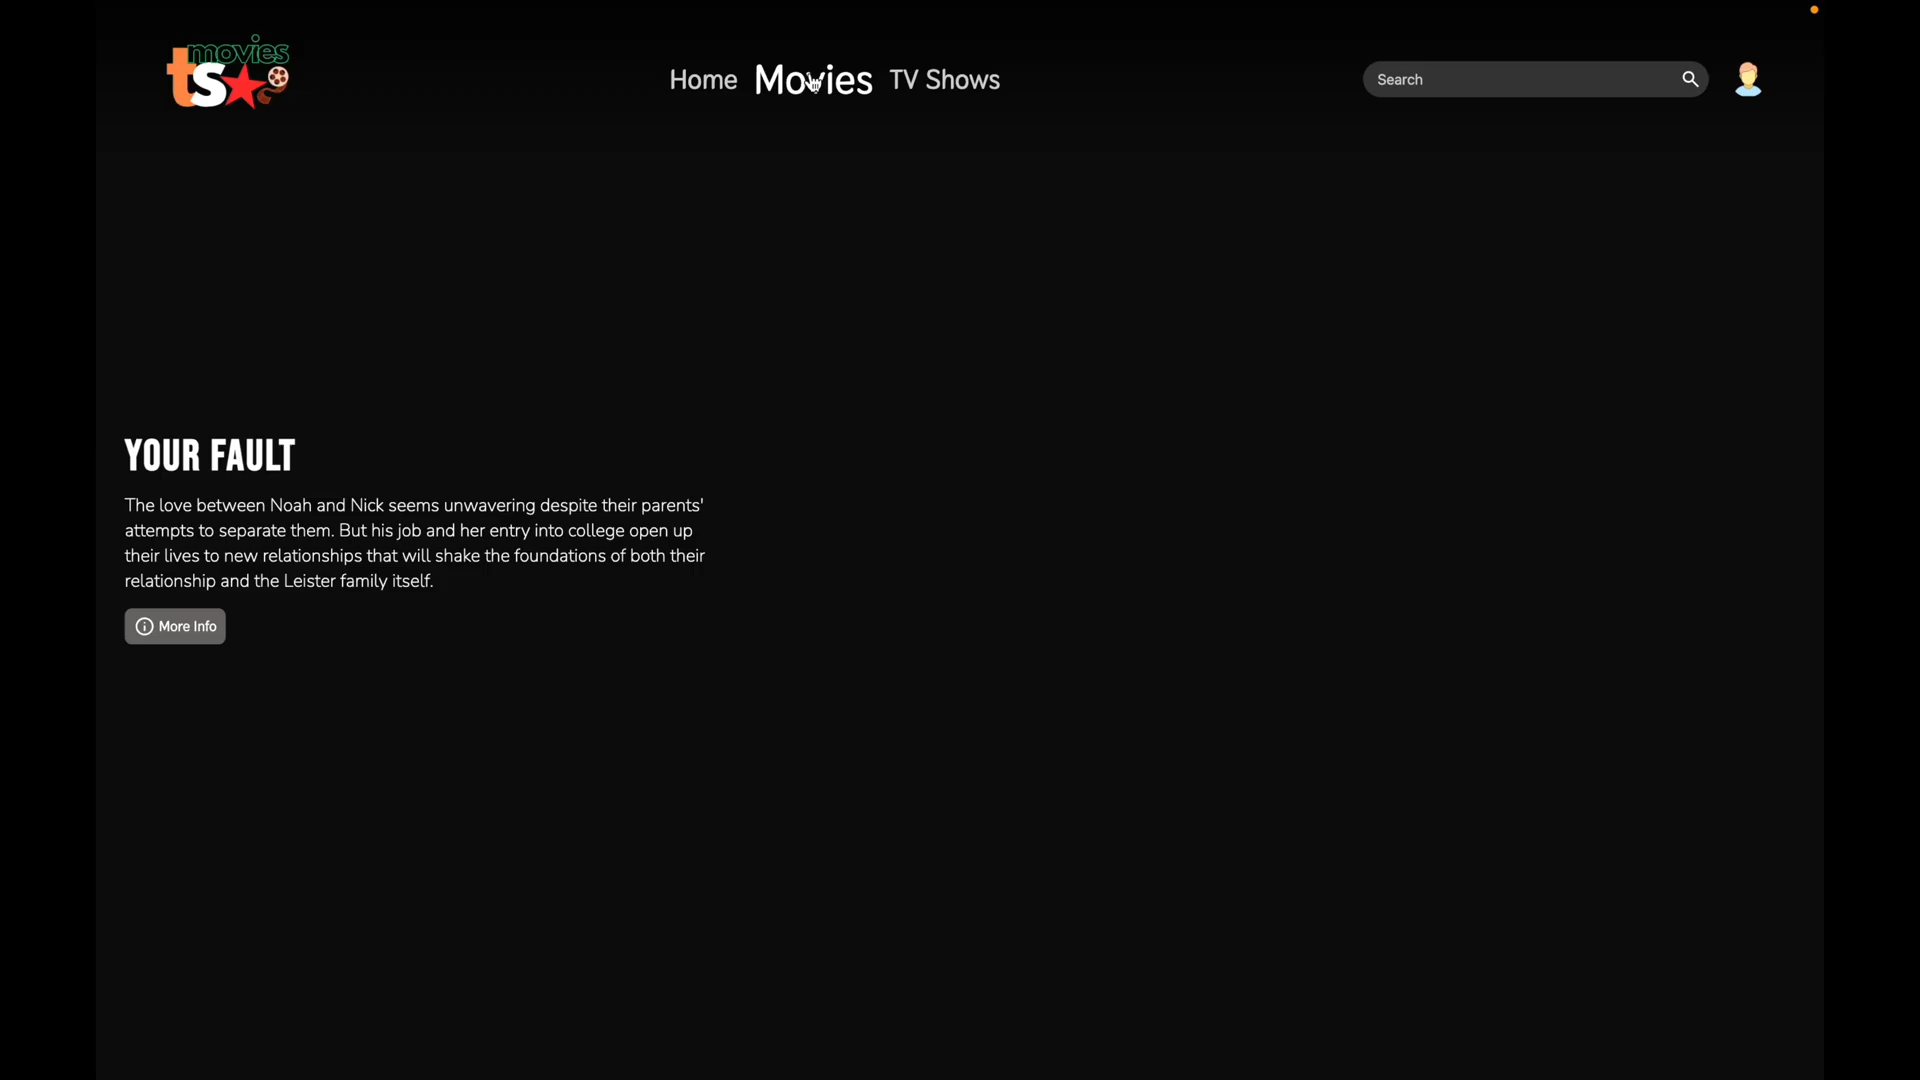 movies
ts
Home Movies TV Shows
Search
YOUR FAULT
The love between Noah and Nick seems unwavering despite their parents'
attempts to separate them. But his job and her entry into college open up
their lives to new relationships that will shake the foundations of both their
relationship and the Leister family itself.
More Info